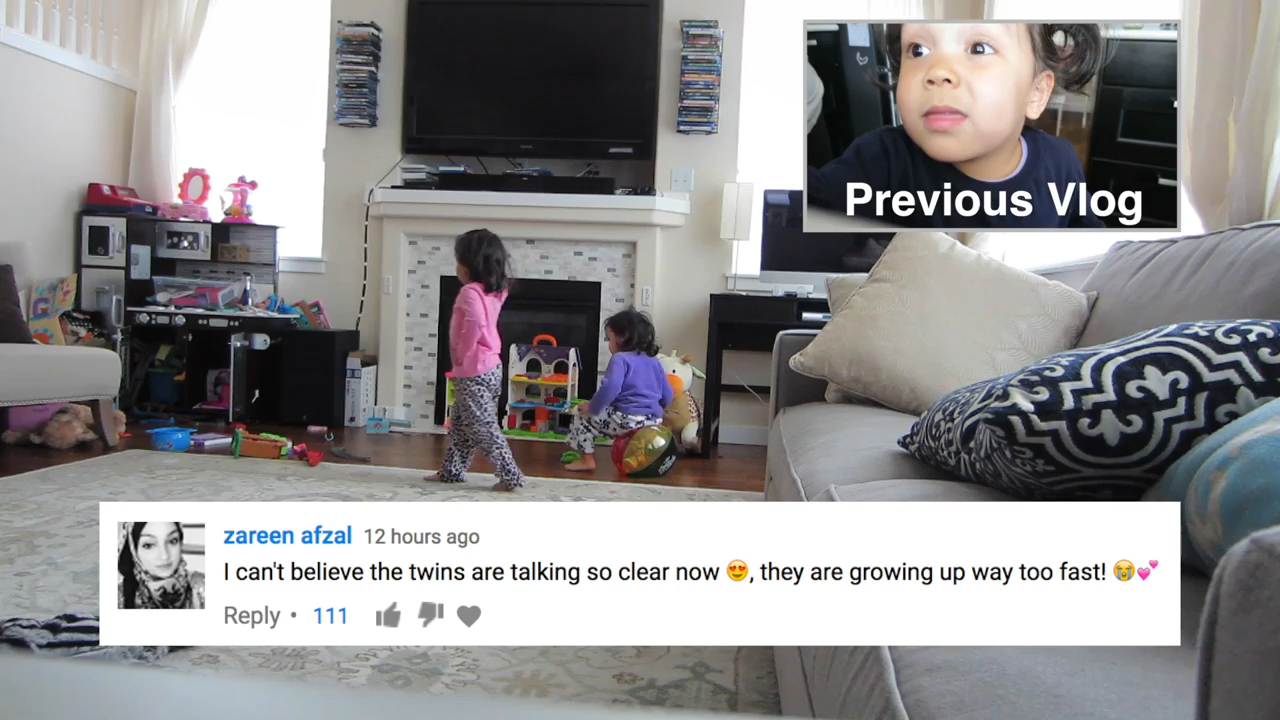 Previous Vlog
zareen afzal 12 hours ago
I can't believe the twins are talking so clear now 😍, they are growing up way too fast! 😭💕
Reply • 111